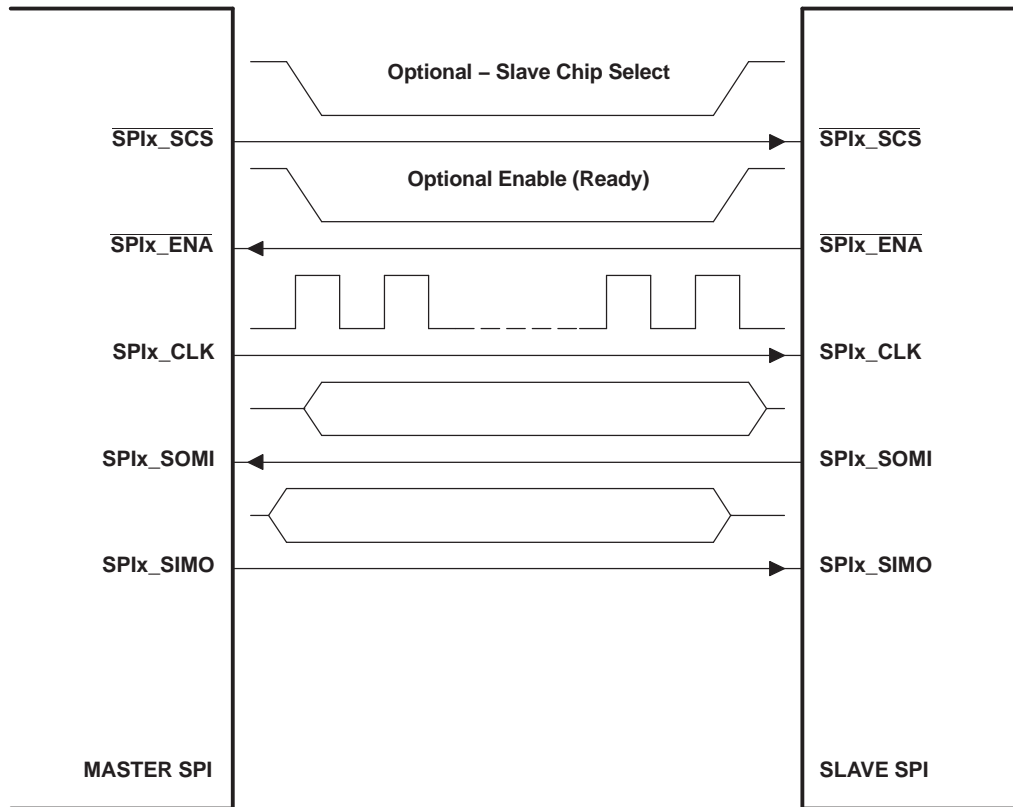 Optional – Slave Chip Select
SPIx_SCS SPIx_SCS
Optional Enable (Ready)
SPIx_ENA SPIx_ENA
SPIx_CLK SPIx_CLK
SPIx_SOMI SPIx_SOMI
SPIx_SIMO SPIx_SIMO
MASTER SPI SLAVE SPI